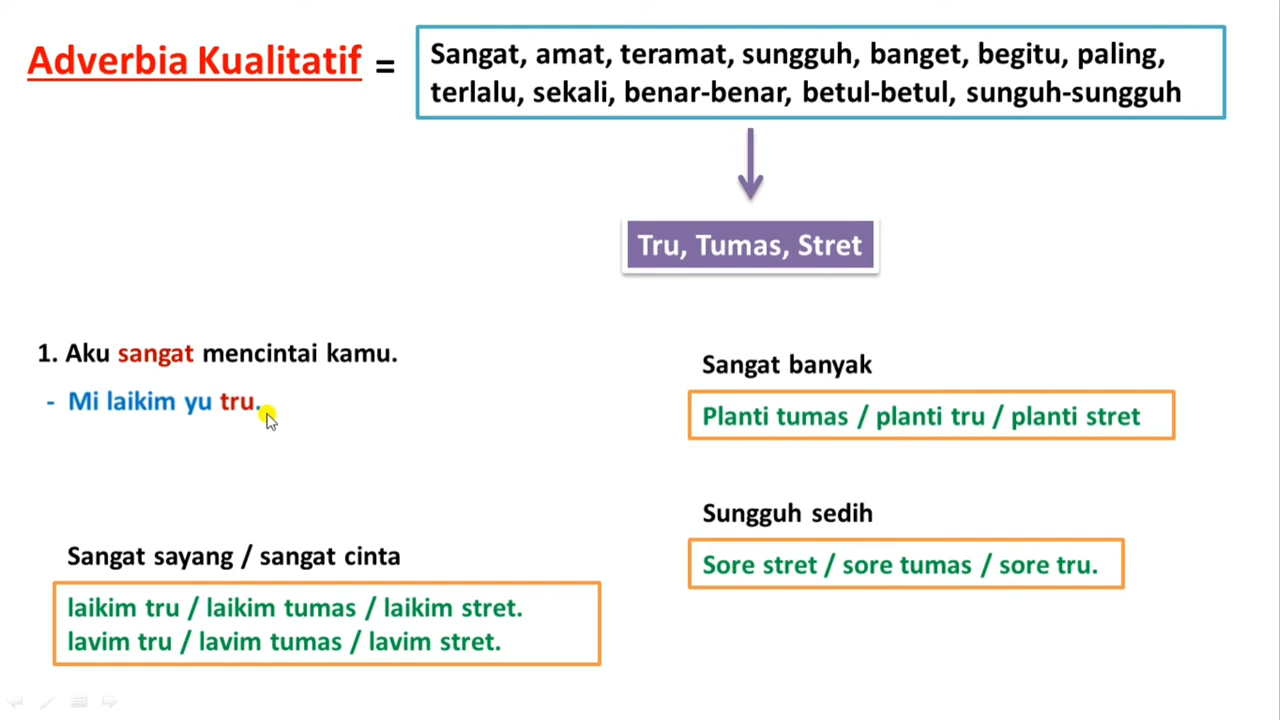 Adverbia Kualitatif =
Sangat, amat, teramat, sungguh, banget, begitu, paling,
terlalu, sekali, benar-benar, betul-betul, sunguh-sungguh
Tru, Tumas, Stret
1. Aku sangat mencintai kamu.
- Mi laikim yu tru.
Sangat banyak
Planti tumas / planti tru / planti stret
Sungguh sedih
Sore stret / sore tumas / sore tru.
Sangat sayang / sangat cinta
laikim tru / laikim tumas / laikim stret.
lavim tru / lavim tumas / lavim stret.